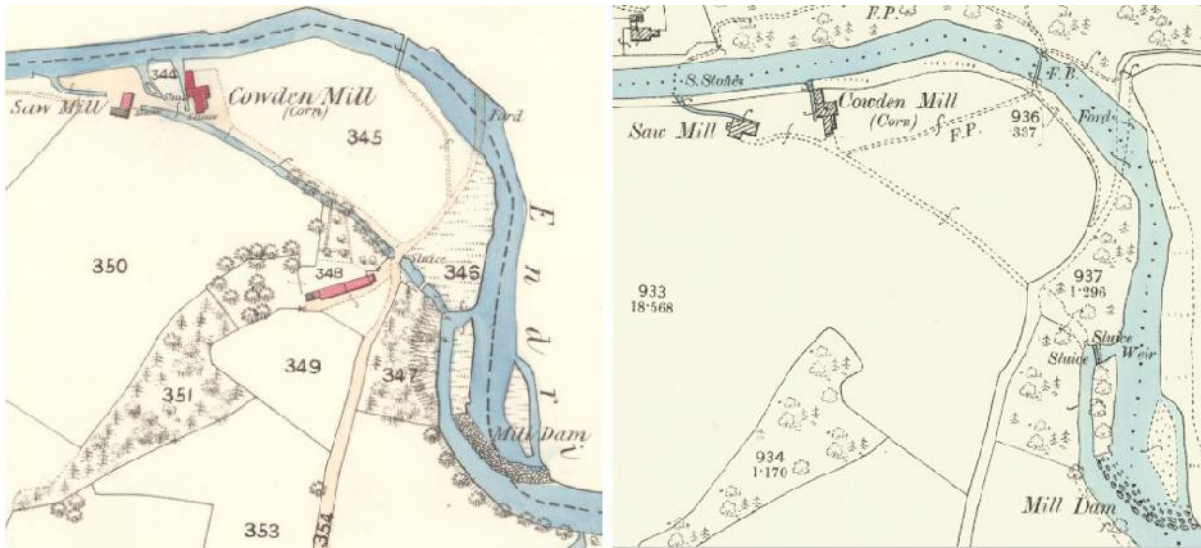 344
Saw Mill
Cowden Mill
(Corn)
345
Ford
350
348
Sluice
346
349
347
351
Mill Dam
353
354
F.P.
S. Stones
F.B.
Saw Mill
Cowden Mill
(Corn)
936
·337
Ford
F.P.
933
18·568
937
1·296
Sluice
Sluice
Weir
934
1·170
Mill Dam